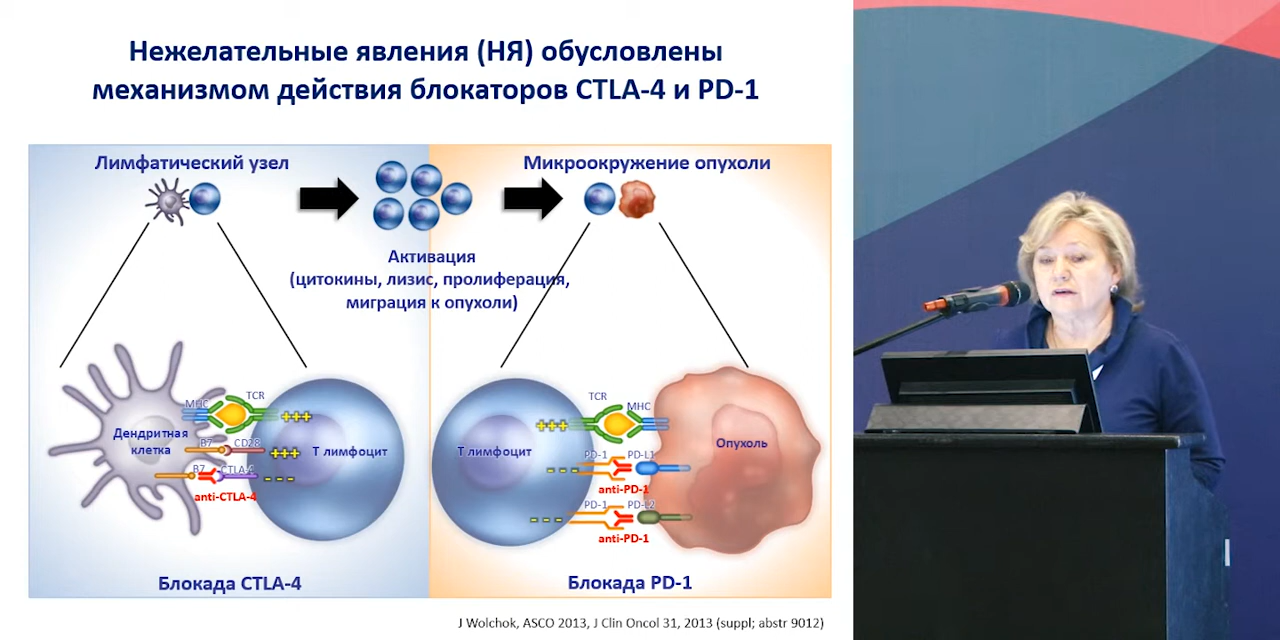 Нежелательные явления (НЯ) обусловлены
механизмом действия блокаторов CTLA-4 и PD-1
Лимфатический узел
Микроокружение опухоли
Активация
(цитокины, лизис, пролиферация,
миграция к опухоли)
MHC
TCR
+++
Дендритная
клетка
B7
CD28
+++
Т лимфоцит
B7
CTLA-4
- - -
anti-CTLA-4
Блокада CTLA-4
TCR
MHC
+++
Т лимфоцит
Опухоль
PD-1
PD-L1
- - -
anti-PD-1
PD-1
PD-L2
- - -
anti-PD-1
Блокада PD-1
J Wolchok, ASCO 2013, J Clin Oncol 31, 2013 (suppl; abstr 9012)